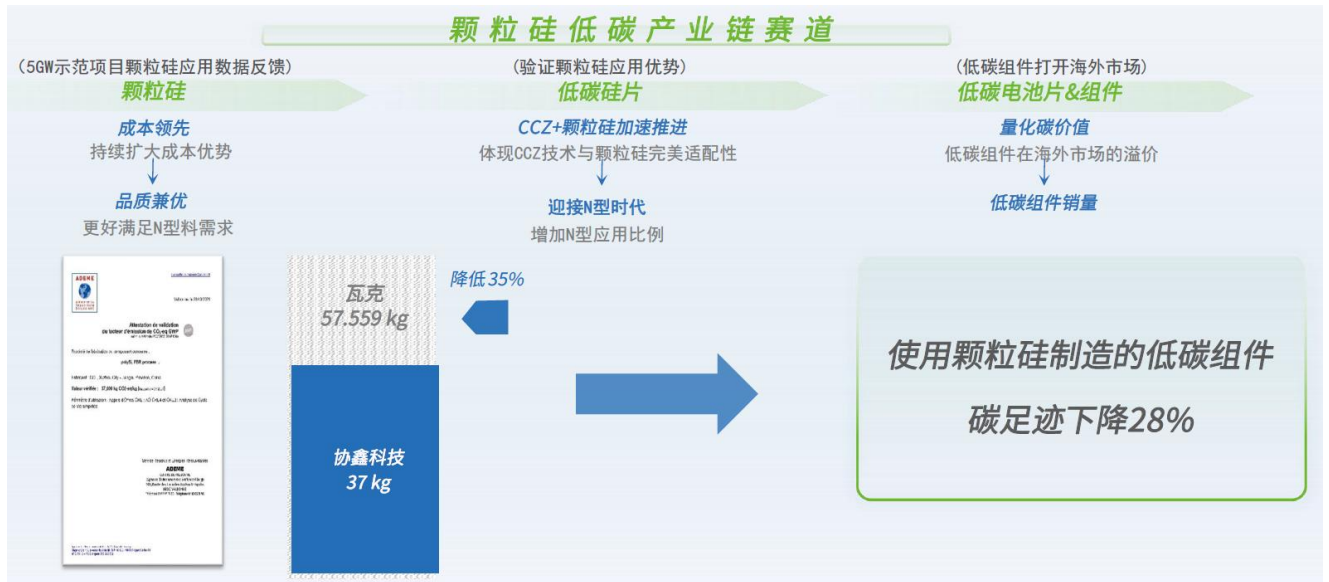 颗粒硅低碳产业链赛道
(5GW示范项目颗粒硅应用数据反馈)
颗粒硅
成本领先
持续扩大成本优势
品质兼优
更好满足N型料需求
(验证颗粒硅应用优势)
低碳硅片
CCZ+颗粒硅加速推进
体现CCZ技术与颗粒硅完美适配性
迎接N型时代
增加N型应用比例
(低碳组件打开海外市场)
低碳电池片&组件
量化碳价值
低碳组件在海外市场的溢价
低碳组件销量
ADEME
Attestation de validation
ADEME
瓦克
57.559 kg
降低35%
协鑫科技
37 kg
使用颗粒硅制造的低碳组件
碳足迹下降28%